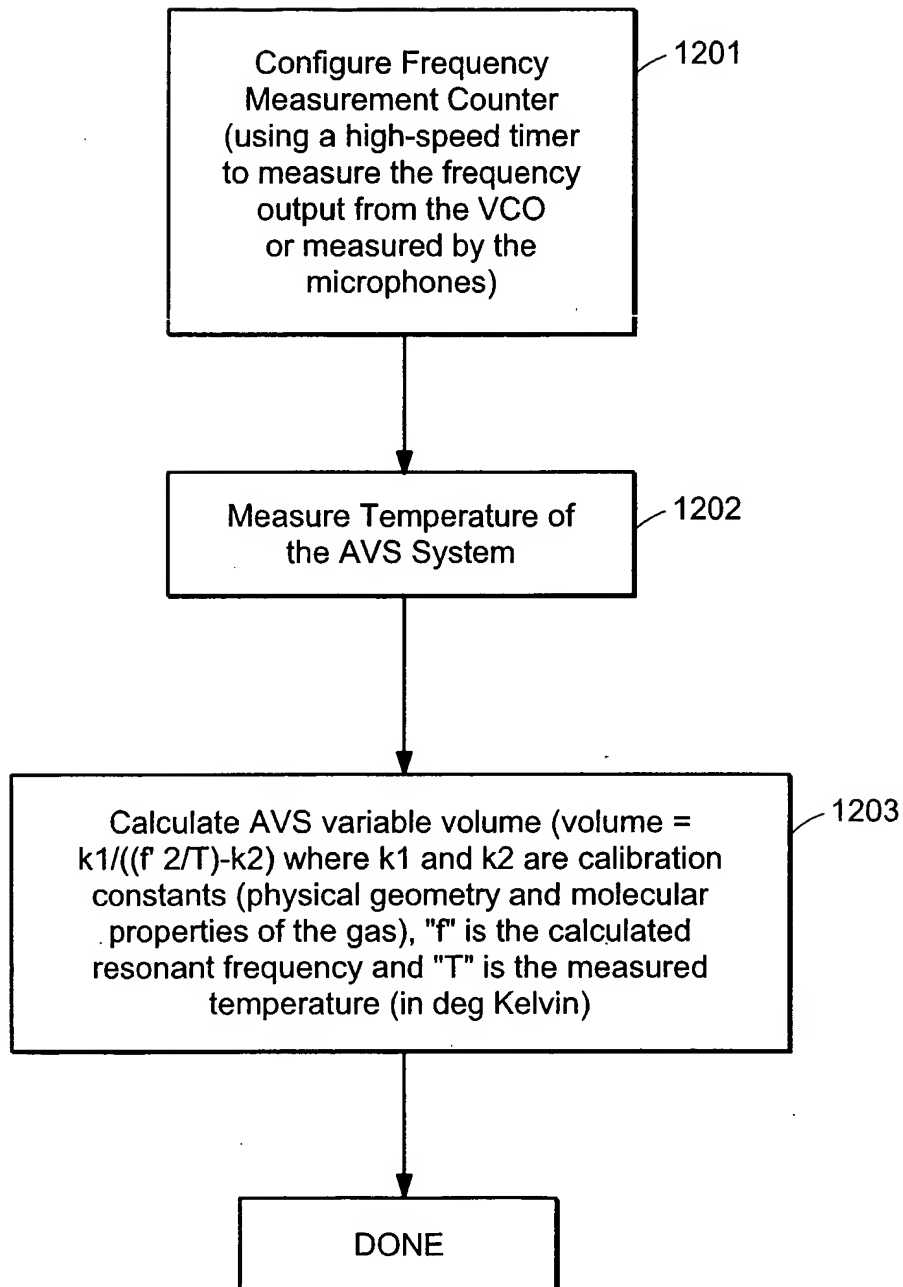 Configure Frequency
Measurement Counter
(using a high-speed timer
to measure the frequency
output from the VCO
or measured by the
microphones)
1201
Measure Temperature of
the AVS System
1202
Calculate AVS variable volume (volume =
k1/((f' 2/T)-k2) where k1 and k2 are calibration
constants (physical geometry and molecular
properties of the gas), "f" is the calculated
resonant frequency and "T" is the measured
temperature (in deg Kelvin)
1203
DONE